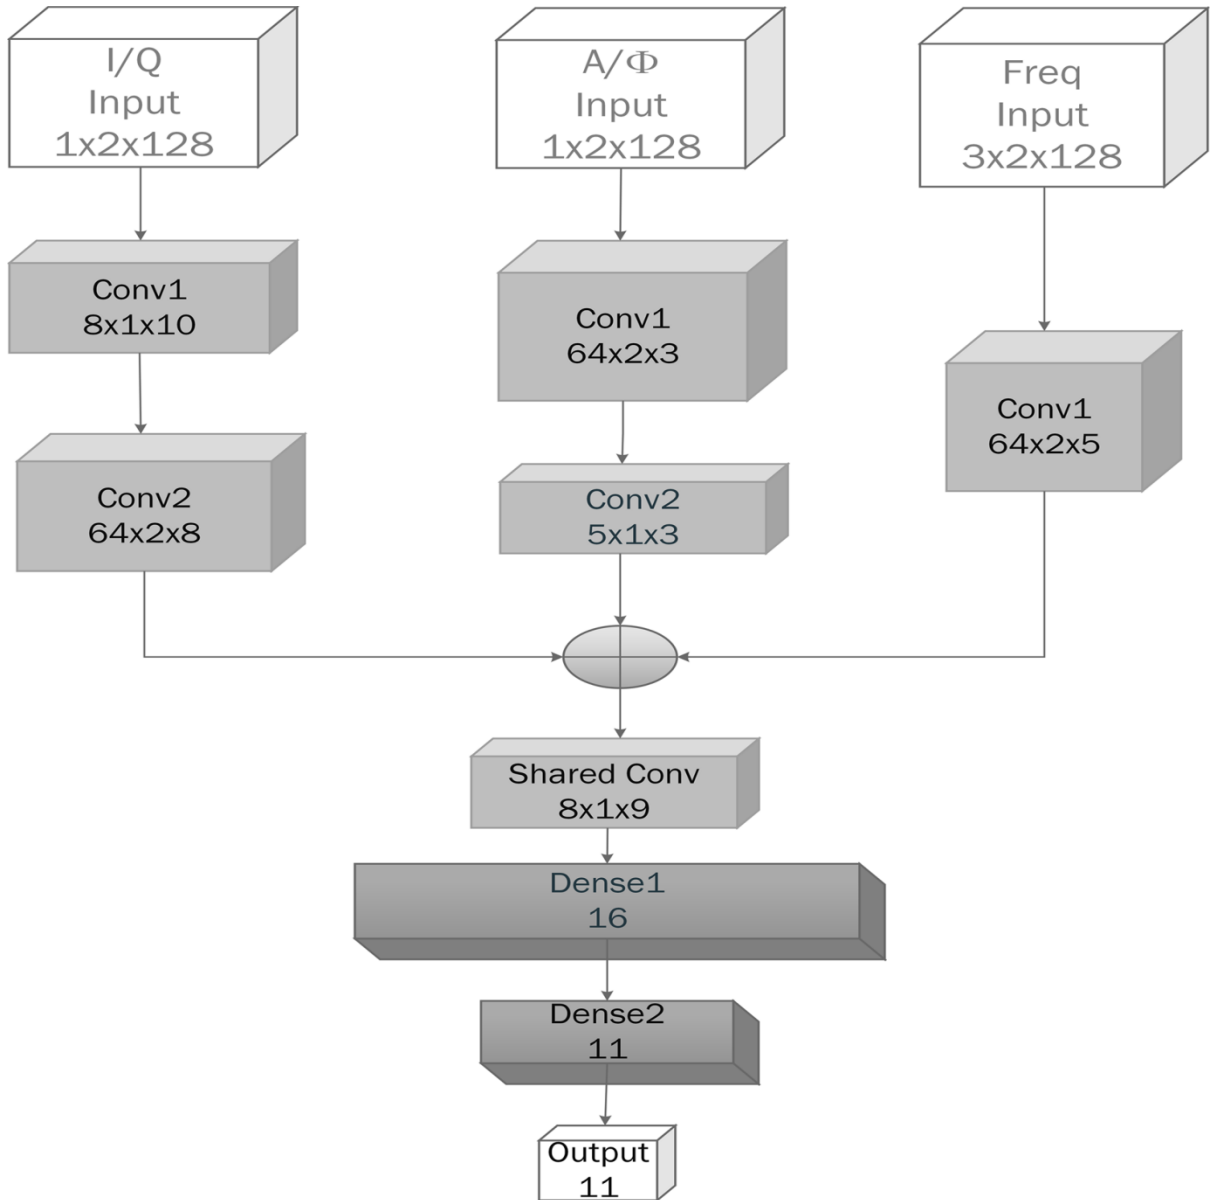 I/Q
Input
1x2x128
A/Φ
Input
1x2x128
Freq
Input
3x2x128
Conv1
8x1x10
Conv1
64x2x3
Conv1
64x2x5
Conv2
64x2x8
Conv2
5x1x3
Shared Conv
8x1x9
Dense1
16
Dense2
11
Output
11